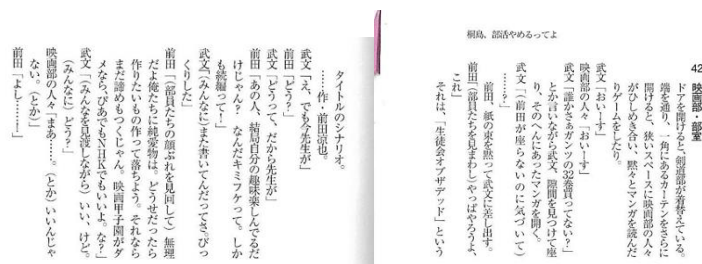 桐島、部活やめるってよ
42 映画部・部室
ドアを開けると、剣道部が着替えている。
端を通り、一角にあるカーテンをさらに
開けると、狭いスペースに映画部の人々
がひしめき合い、黙々とマンガを読んだ
りゲームをしたり。
武文「おいーす」
映画部の人々「おいーす」
武文「誰かさぁガンツの32巻買ってない?」
とか言いながら武文、隙間を見つけて座
り、そのへんにあったマンガを開く。
武文「(前田が座らないのに気づいて)
………?」
前田、紙の束を黙って武文に差し出す。
前田「(部員たちを見まわし)やっぱやろうよ、
これ」
それは、「生徒会オブザデッド」という
タイトルのシナリオ。
……作・前田涼也。
武文「え、でも今先生が」
前田「どう?」
武文「どうって、だから先生が」
前田「あの人、結局自分の趣味楽しんでるだ
けじゃん? なんだキミフケって。しか
も続編って!」
武文「(みんなに)また書いてんだってさ。びっ
くりした」
前田「(部員たちの顔ぶれを見回して)無理
だよ俺たちに純愛物は。どうせだったら
作りたいもの作って落ちよう。それなら
まだ諦めもつくじゃん。映画甲子園がダ
メなら、ぴあでもNHKでもいいよ。な?」
武文「(みんなを見渡しながら)いい、けど。
(みんなに)どう?」
映画部の人々「まあ……。(とか)いいんじゃ
ない。(とか)」
前田「よし………!」